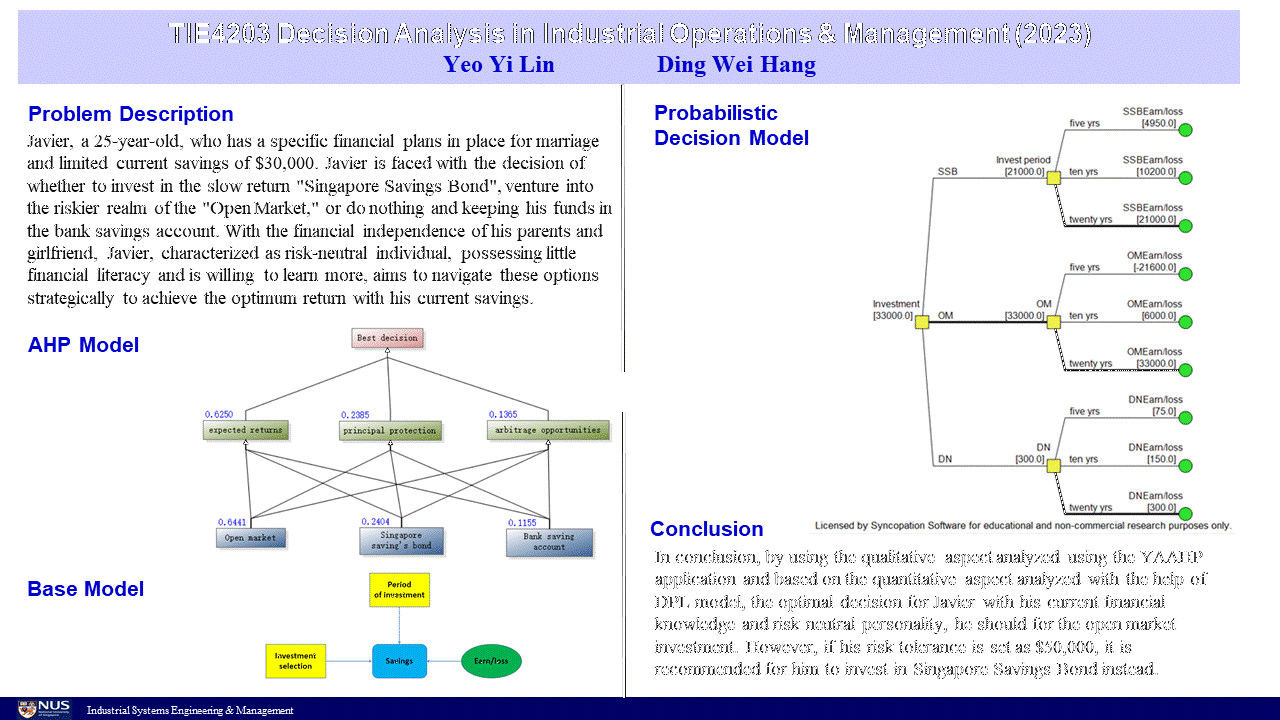 TIE4203 Decision Analysis in Industrial Operations & Management (2023)
Yeo Yi Lin Ding Wei Hang
Problem Description
Javier, a 25-year-old, who has a specific financial plans in place for marriage
and limited current savings of $30,000. Javier is faced with the decision of
whether to invest in the slow return "Singapore Savings Bond", venture into
the riskier realm of the "Open Market," or do nothing and keeping his funds in
the bank savings account. With the financial independence of his parents and
girlfriend, Javier, characterized as risk-neutral individual, possessing little
financial literacy and is willing to learn more, aims to navigate these options
strategically to achieve the optimum return with his current savings.
AHP Model
Best decision
0.6250
expected returns
0.2385
principal protection
0.1365
arbitrage opportunities
0.6441
Open market
0.2404
Singapore
saving's bond
0.1155
Bank saving
account
Base Model
Period
of investment
Investment
selection
Savings
Earn/loss
Probabilistic
Decision Model
Investment
[33000.0]
SSB
Invest period
[21000.0]
five yrs
SSBEarn/loss
[4950.0]
ten yrs
SSBEarn/loss
[10200.0]
twenty yrs
SSBEarn/loss
[21000.0]
OM
OM
[33000.0]
five yrs
OMEarn/loss
[-21600.0]
ten yrs
OMEarn/loss
[6000.0]
twenty yrs
OMEarn/loss
[33000.0]
DN
DN
[300.0]
five yrs
DNEarn/loss
[75.0]
ten yrs
DNEarn/loss
[150.0]
twenty yrs
DNEarn/loss
[300.0]
Licensed by Syncopation Software for educational and non-commercial research purposes only.
Conclusion
In conclusion, by using the qualitative aspect analyzed using the YAAHP
application and based on the quantitative aspect analyzed with the help of
DPL model, the optimal decision for Javier with his current financial
knowledge and risk neutral personality, he should for the open market
investment. However, if his risk tolerance is at as $50,000, it is
recommended for him to invest in Singapore Savings Bond instead.
NUS
Industrial Systems Engineering & Management